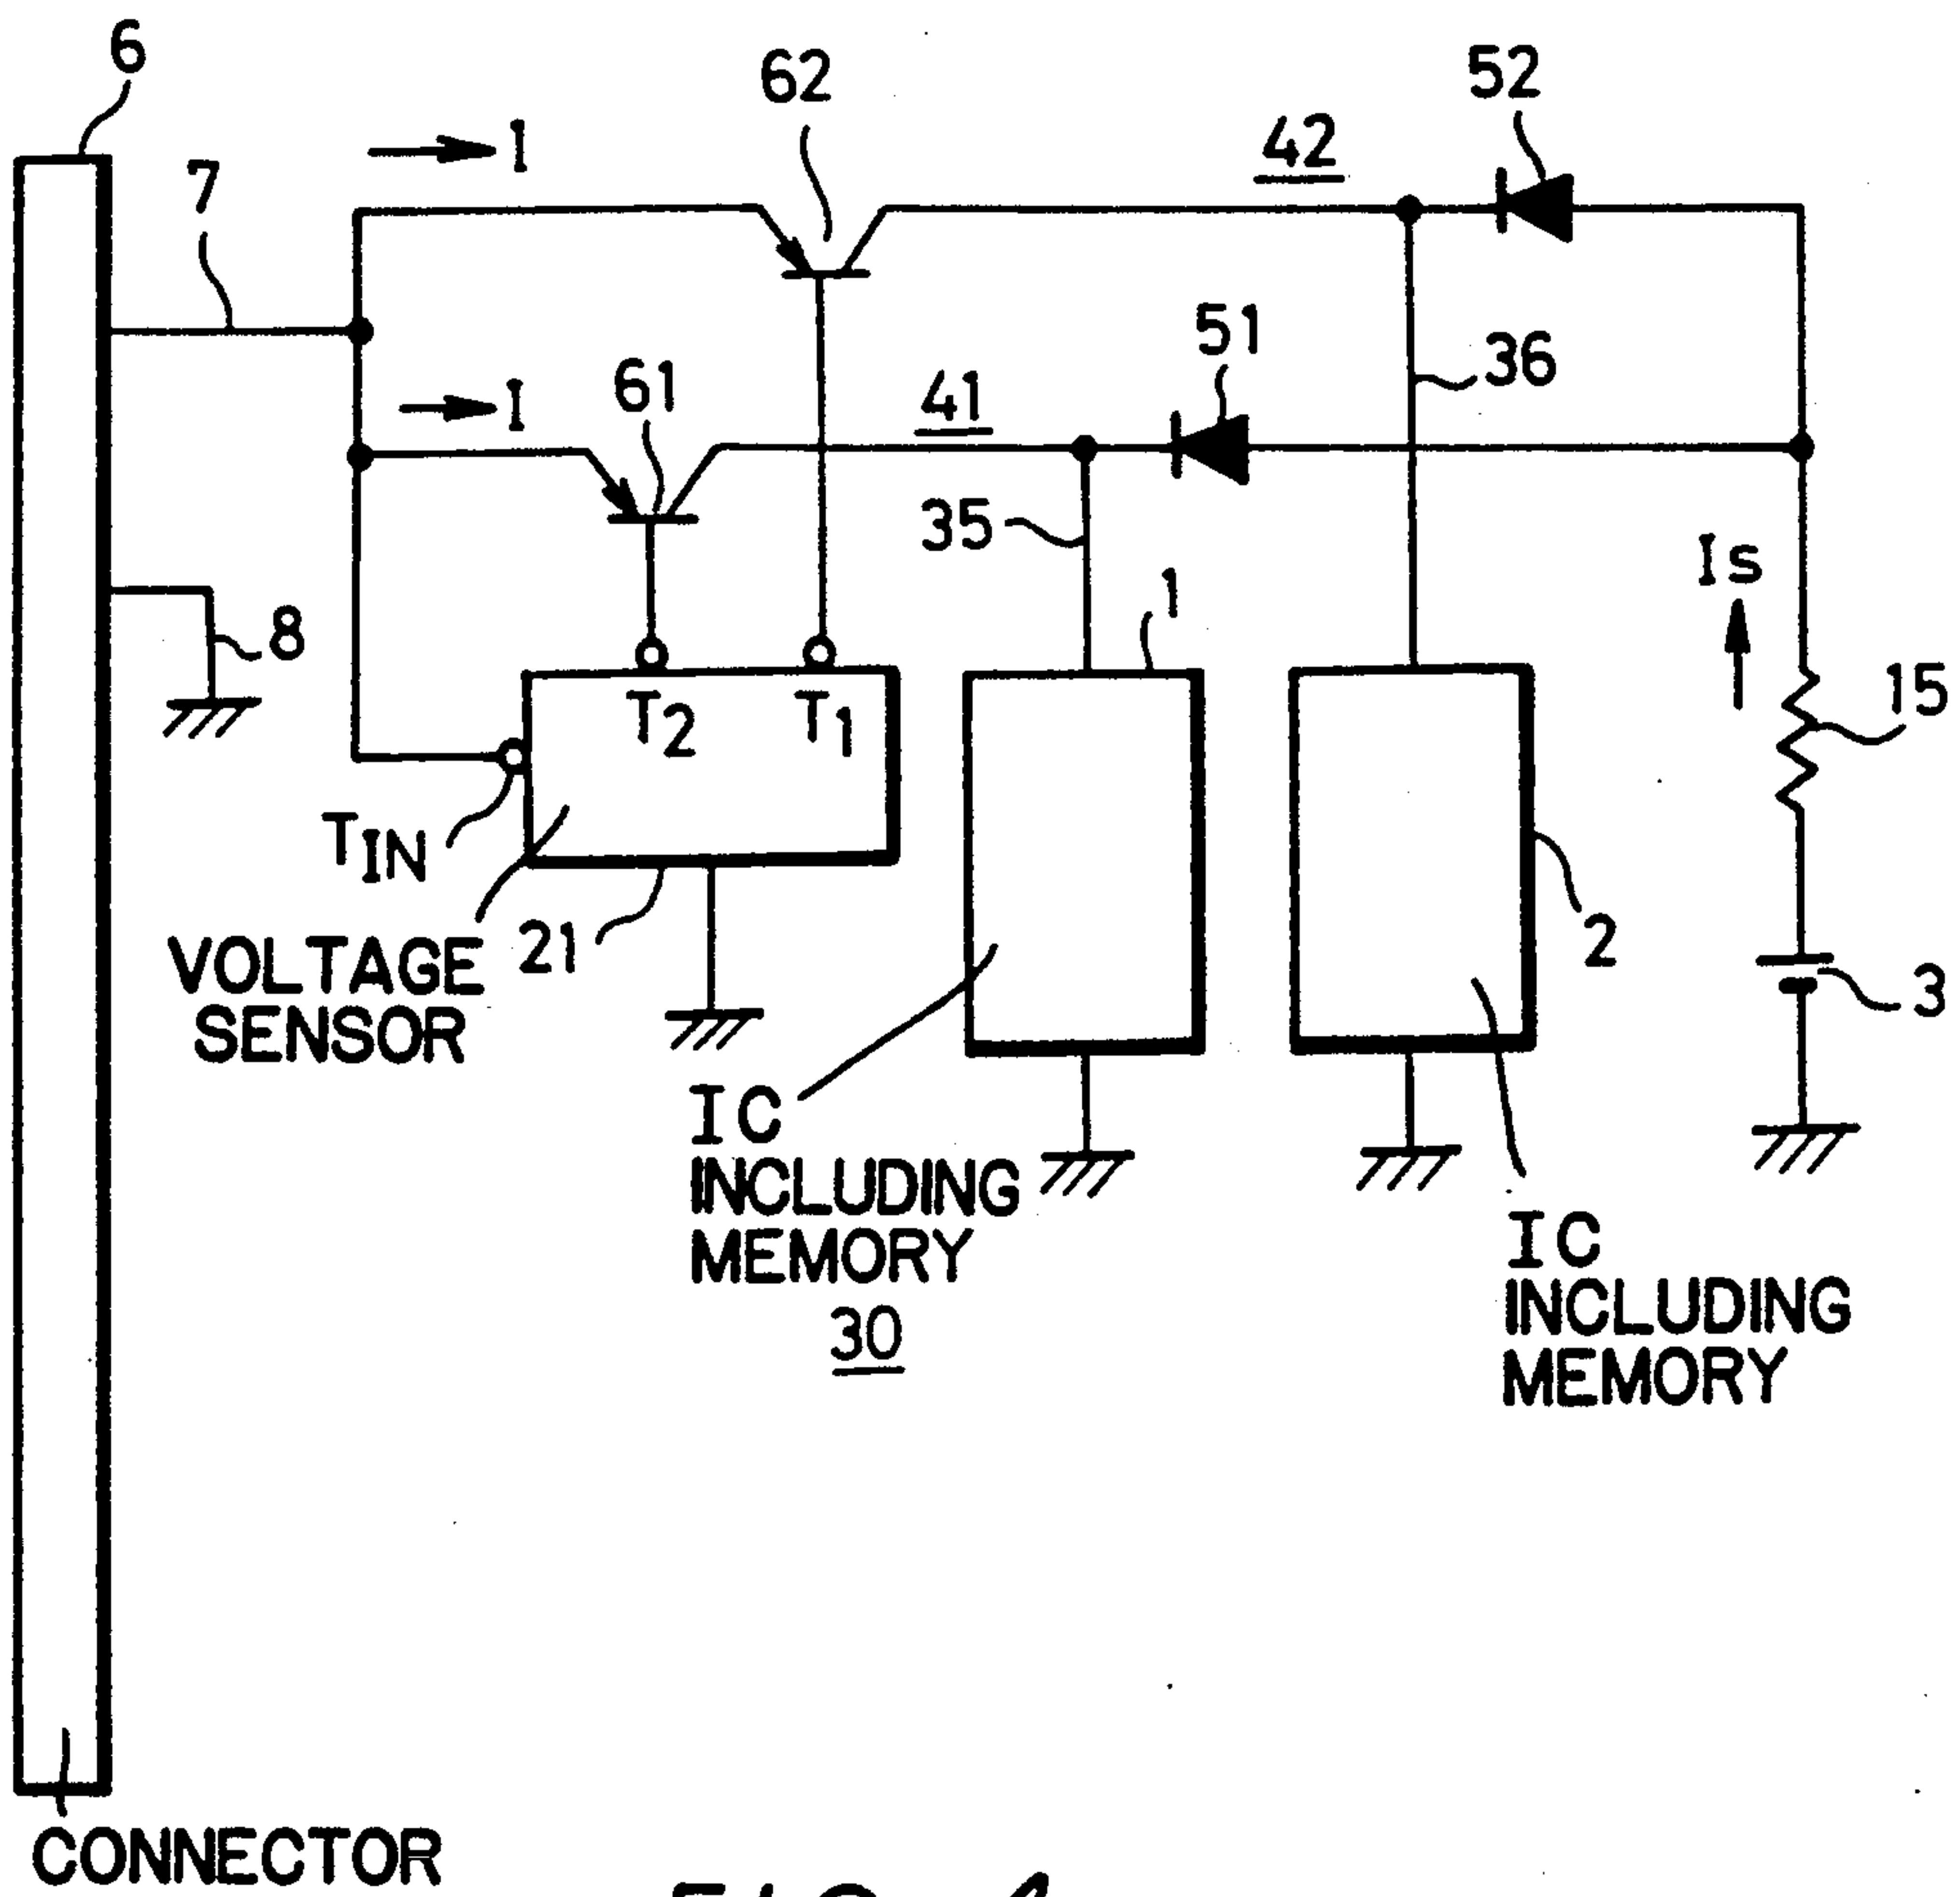 6
62
52
I
42
7
51
36
61
I
41
35
1
Is
8
15
T2
T1
TIN
21
2
3
VOLTAGE
SENSOR
IC
INCLUDING
MEMORY
30
IC
INCLUDING
MEMORY
CONNECTOR